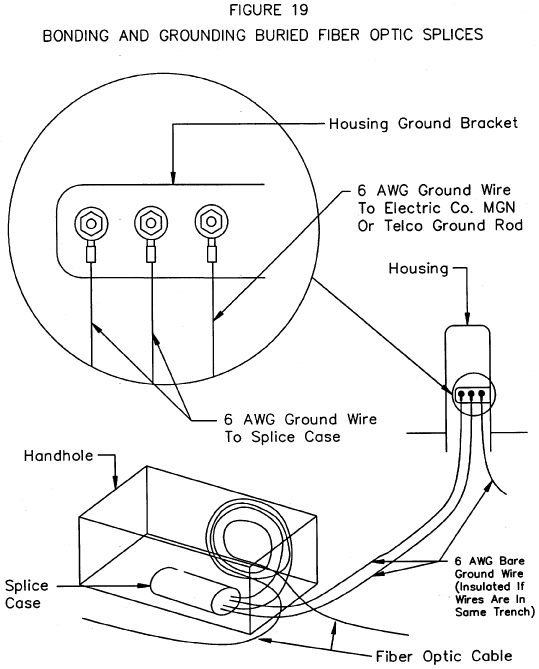 FIGURE 19
BONDING AND GROUNDING BURIED FIBER OPTIC SPLICES
Housing Ground Bracket
6 AWG Ground Wire
To Electric Co. MGN
Or Telco Ground Rod
Housing
6 AWG Ground Wire
To Splice Case
Handhole
6 AWG Bare
Ground Wire
(Insulated If
Wires Are In
Same Trench)
Splice
Case
Fiber Optic Cable